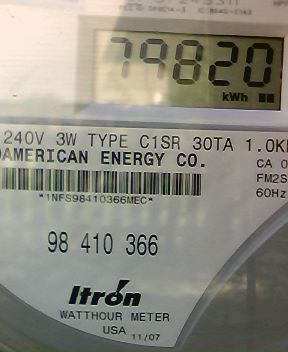 79820
kWh
240V 3W TYPE C1SR 30TA 1.0K
AMERICAN ENERGY CO.
CA 0
FM2S
60Hz
*1NFS98410366MEC*
98 410 366
Itron
WATTHOUR METER
USA 11/07